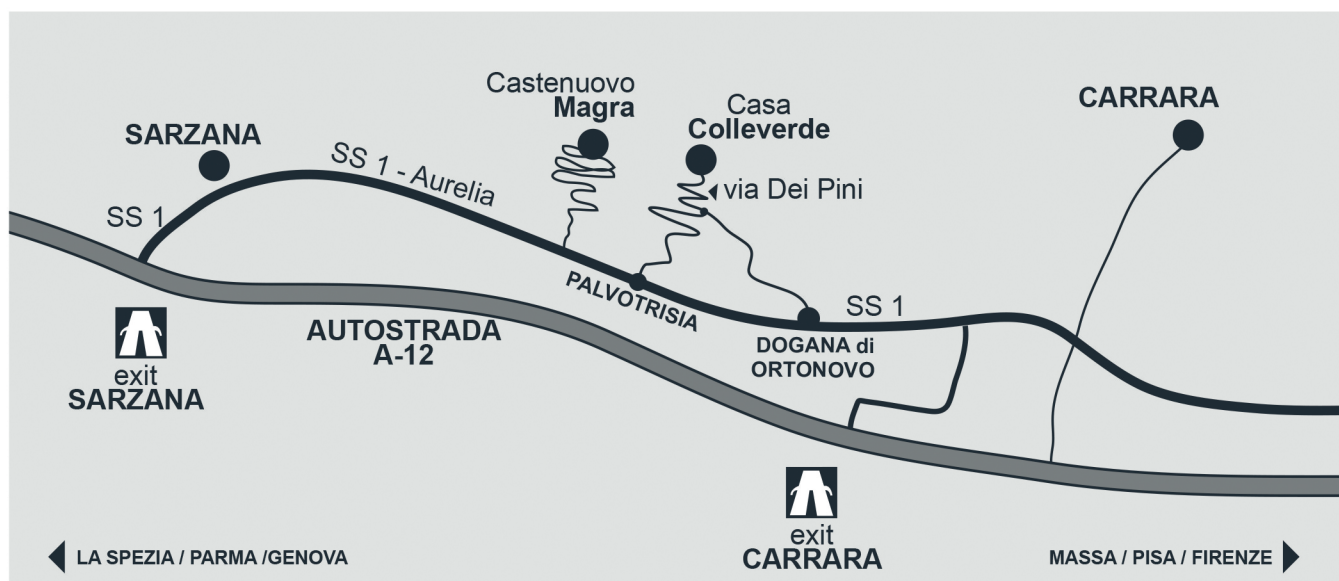 Castenuovo
Magra
Casa
Colleverde
CARRARA
SARZANA
SS 1 - Aurelia
via Dei Pini
SS 1
PALVOTRISIA
SS 1
AUTOSTRADA
A-12
DOGANA di
ORTONOVO
exit
SARZANA
exit
CARRARA
LA SPEZIA / PARMA /GENOVA
MASSA / PISA / FIRENZE